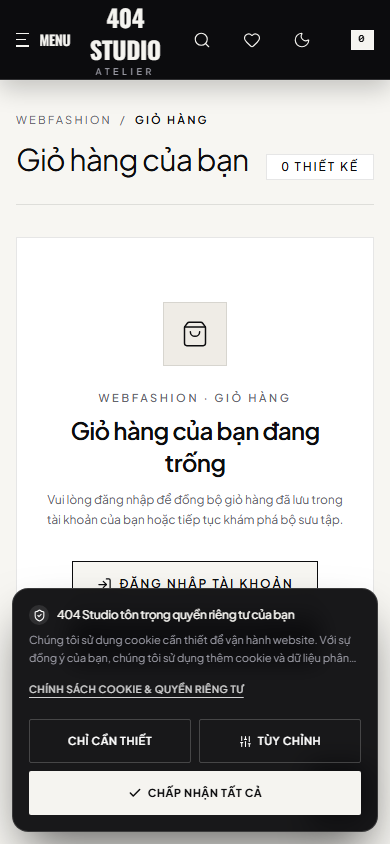 MENU
404
STUDIO
ATELIER
0
WEBFASHION / GIỎ HÀNG
Giỏ hàng của bạn
0 THIẾT KẾ
WEBFASHION · GIỎ HÀNG
Giỏ hàng của bạn đang
trống
Vui lòng đăng nhập để đồng bộ giỏ hàng đã lưu trong
tài khoản của bạn hoặc tiếp tục khám phá bộ sưu tập.
ĐĂNG NHẬP TÀI KHOẢN
404 Studio tôn trọng quyền riêng tư của bạn
Chúng tôi sử dụng cookie cần thiết để vận hành website. Với sự
đồng ý của bạn, chúng tôi sử dụng thêm cookie và dữ liệu phân...
CHÍNH SÁCH COOKIE & QUYỀN RIÊNG TƯ
CHỈ CẦN THIẾT
TÙY CHỈNH
CHẤP NHẬN TẤT CẢ